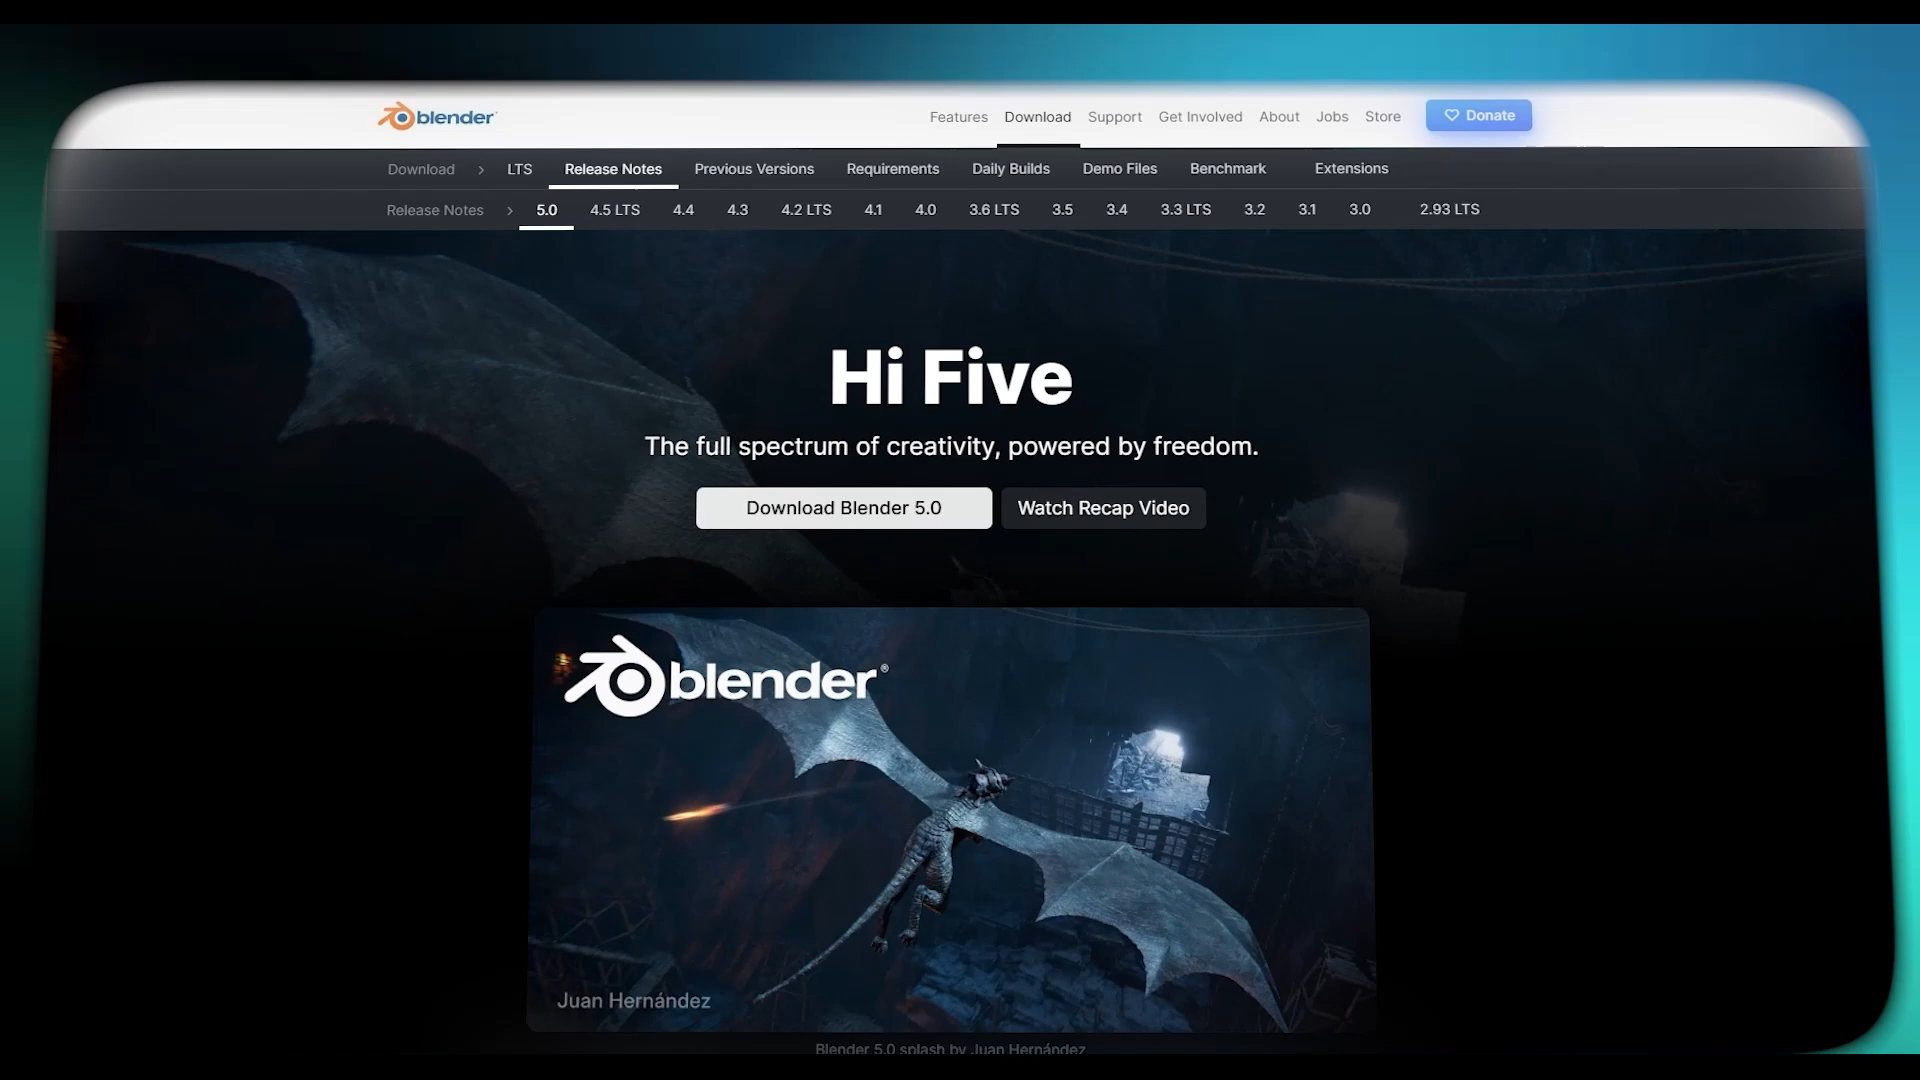 blender
Features Download Support Get Involved About Jobs Store Donate
Download > LTS Release Notes Previous Versions Requirements Daily Builds Demo Files Benchmark Extensions
Release Notes > 5.0 4.5 LTS 4.4 4.3 4.2 LTS 4.1 4.0 3.6 LTS 3.5 3.4 3.3 LTS 3.2 3.1 3.0 2.93 LTS
Hi Five
The full spectrum of creativity, powered by freedom.
Download Blender 5.0 Watch Recap Video
blender®
Juan Hernández
Blender 5.0 splash by Juan Hernández